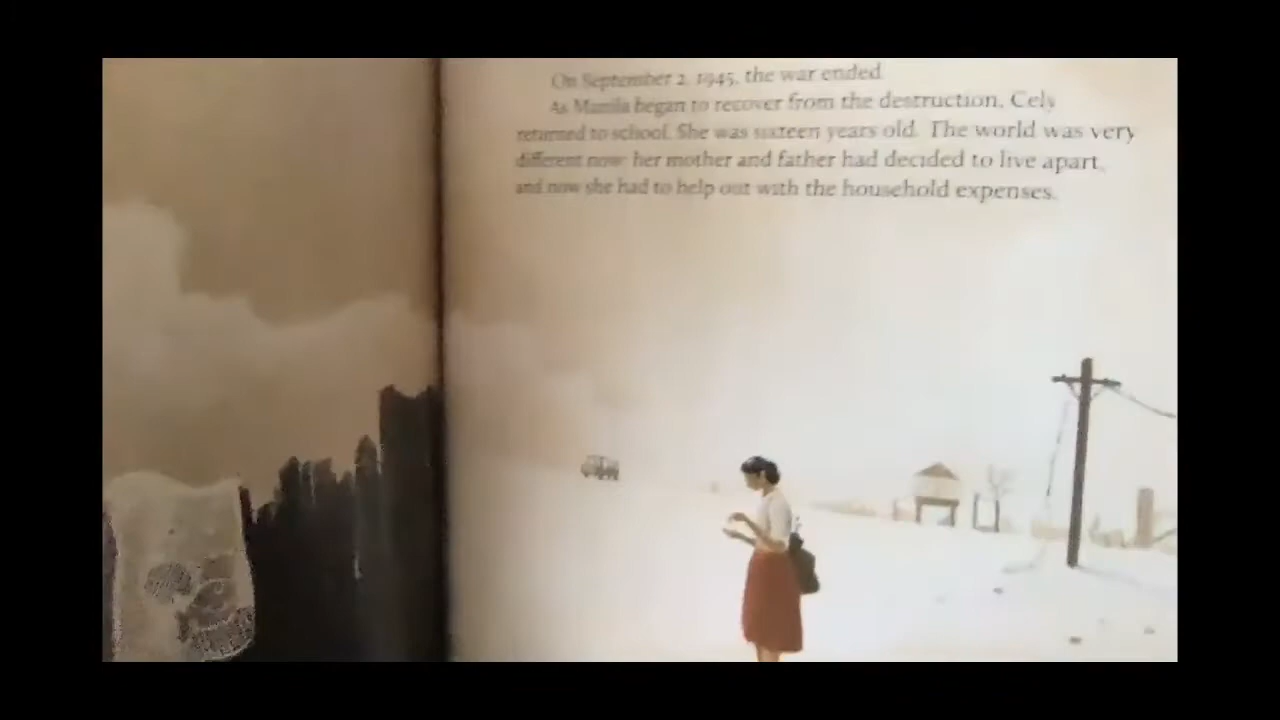 On September 2, 1945, the war ended.
As Manila began to recover from the destruction, Cely
returned to school. She was sixteen years old. The world was very
different now: her mother and father had decided to live apart,
and now she had to help out with the household expenses.